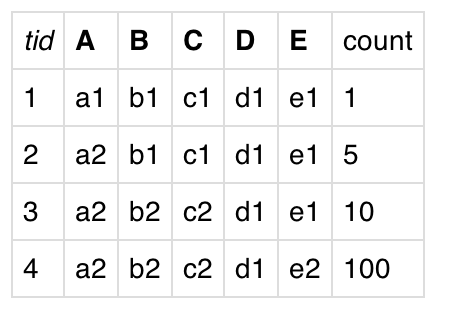 tid A B C D E count
1 a1 b1 c1 d1 e1 1
2 a2 b1 c1 d1 e1 5
3 a2 b2 c2 d1 e1 10
4 a2 b2 c2 d1 e2 100